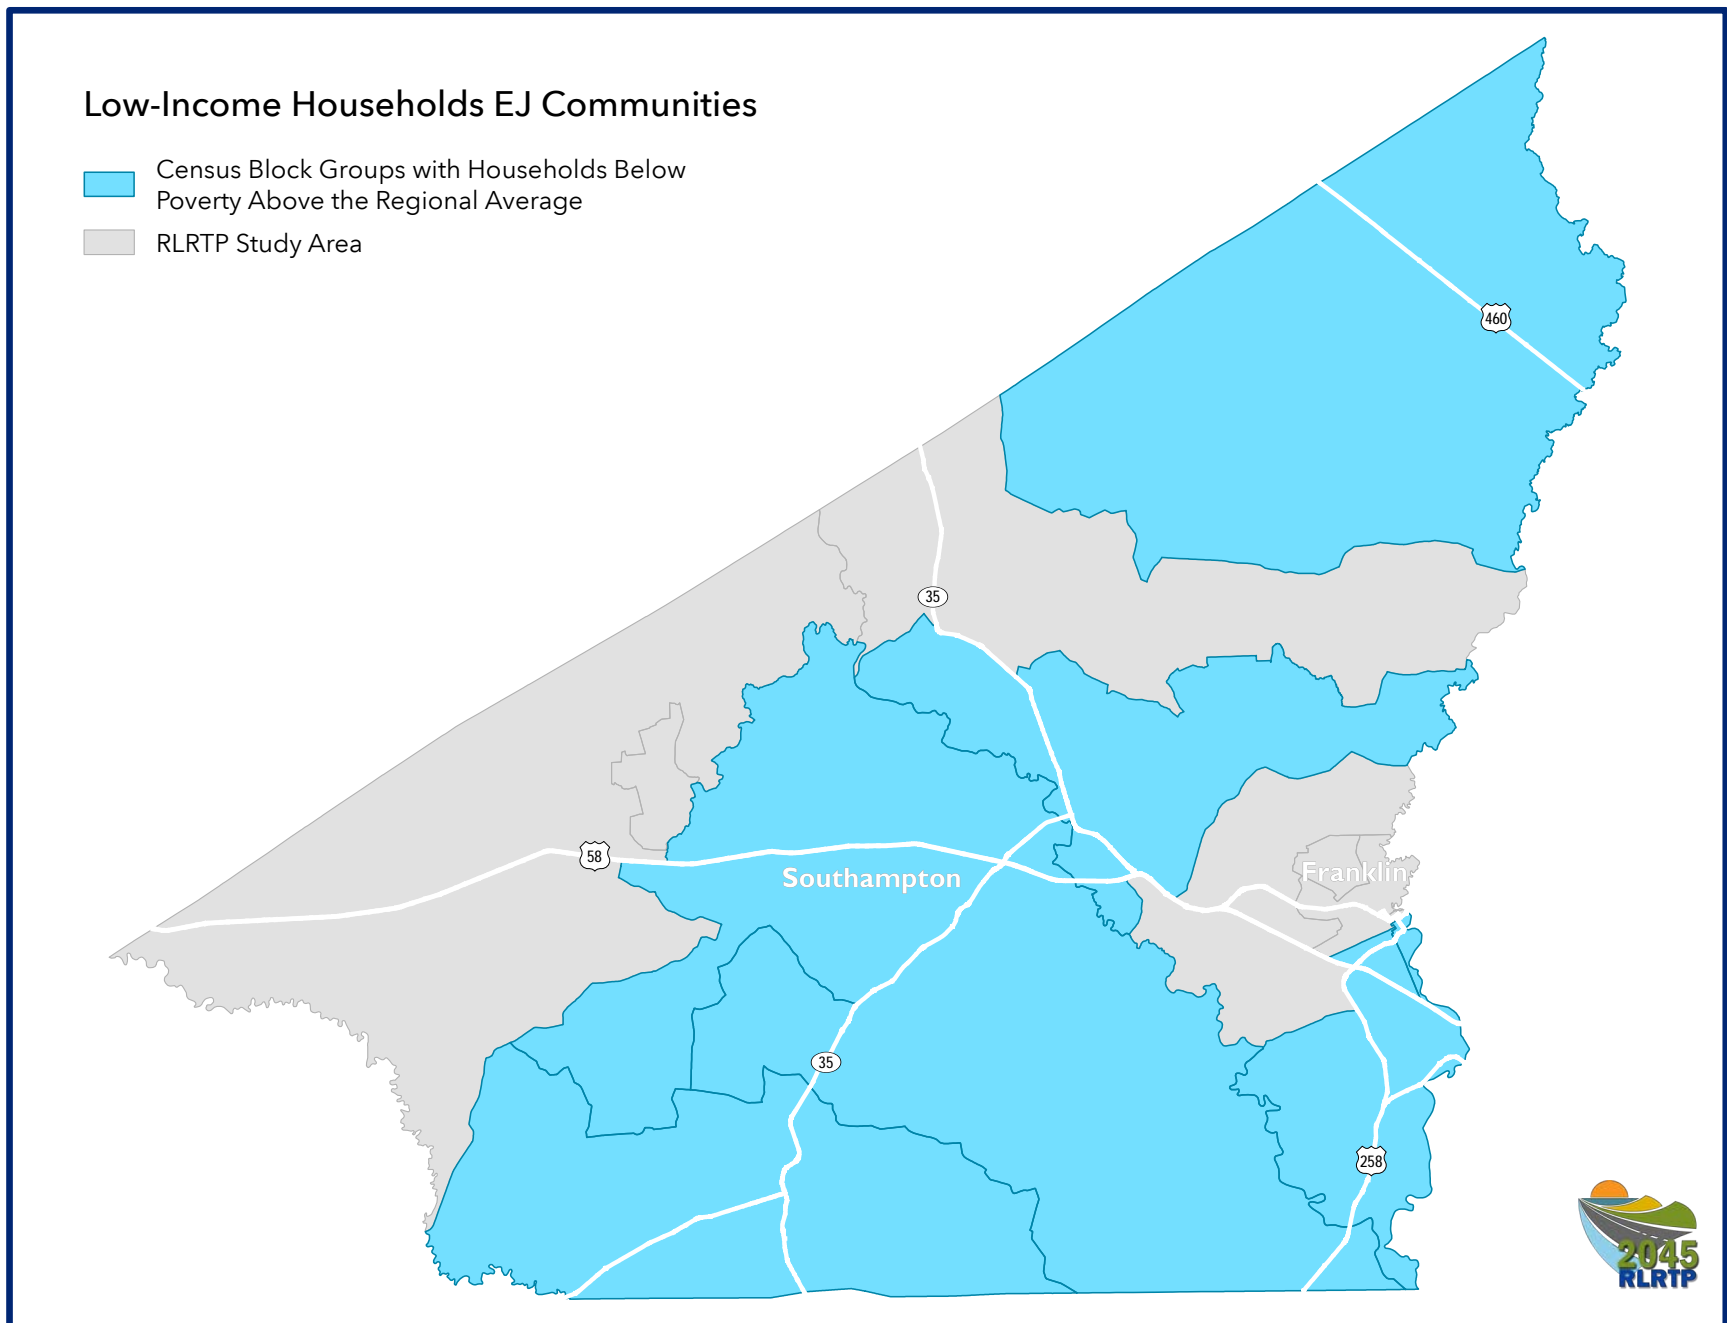 Low-Income Households EJ Communities
Census Block Groups with Households Below
Poverty Above the Regional Average
RLRTP Study Area
460
35
58
Southampton
Franklin
35
258
2045
RLRTP